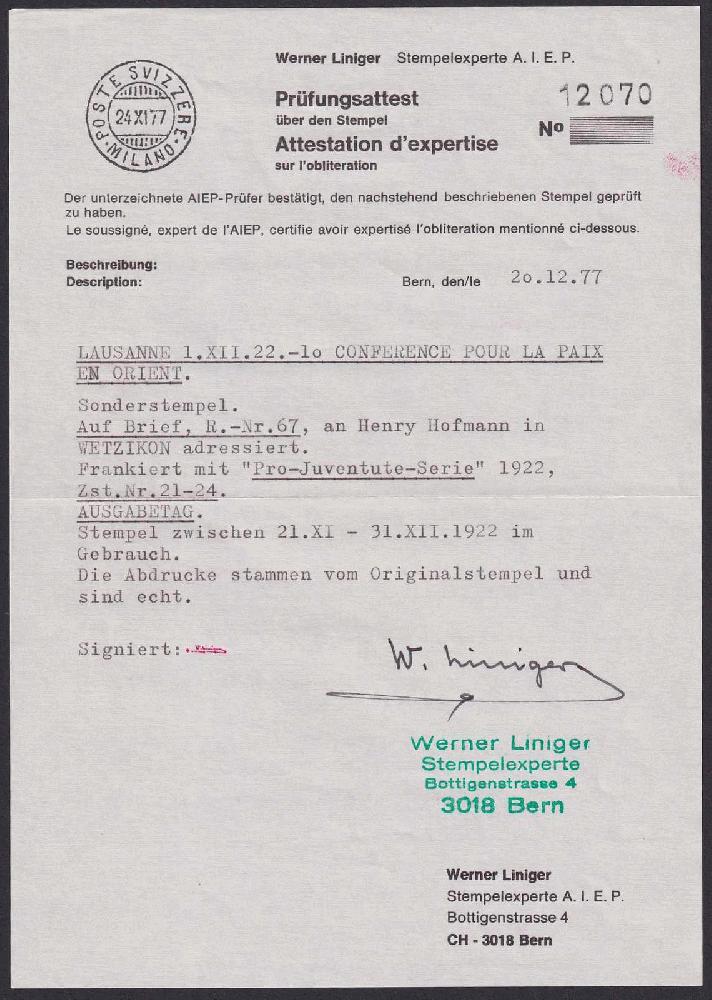 POSTE SVIZZERE
24 XI 77
MILANO
Werner Liniger Stempelexperte A. I. E. P.
Prüfungsattest
über den Stempel
Attestation d'expertise
sur l'oblitération
12070
No
Der unterzeichnete AIEP-Prüfer bestätigt, den nachstehend beschriebenen Stempel geprüft
zu haben.
Le soussigné, expert de l'AIEP, certifie avoir expertisé l'oblitération mentionné ci-dessous.
Beschreibung:
Description:
Bern, den/le 2o.12.77
LAUSANNE 1.XII.22.-lo CONFERENCE POUR LA PAIX
EN ORIENT.
Sonderstempel.
Auf Brief, R.-Nr.67, an Henry Hofmann in
WETZIKON adressiert.
Frankiert mit "Pro-Juventute-Serie" 1922,
Zst.Nr.21-24.
AUSGABETAG.
Stempel zwischen 21.XI - 31.XII.1922 im
Gebrauch.
Die Abdrucke stammen vom Originalstempel und
sind echt.
Signiert:
W. Liniger
Werner Liniger
Stempelexperte
Bottigenstrasse 4
3018 Bern
Werner Liniger
Stempelexperte A. I. E. P.
Bottigenstrasse 4
CH - 3018 Bern